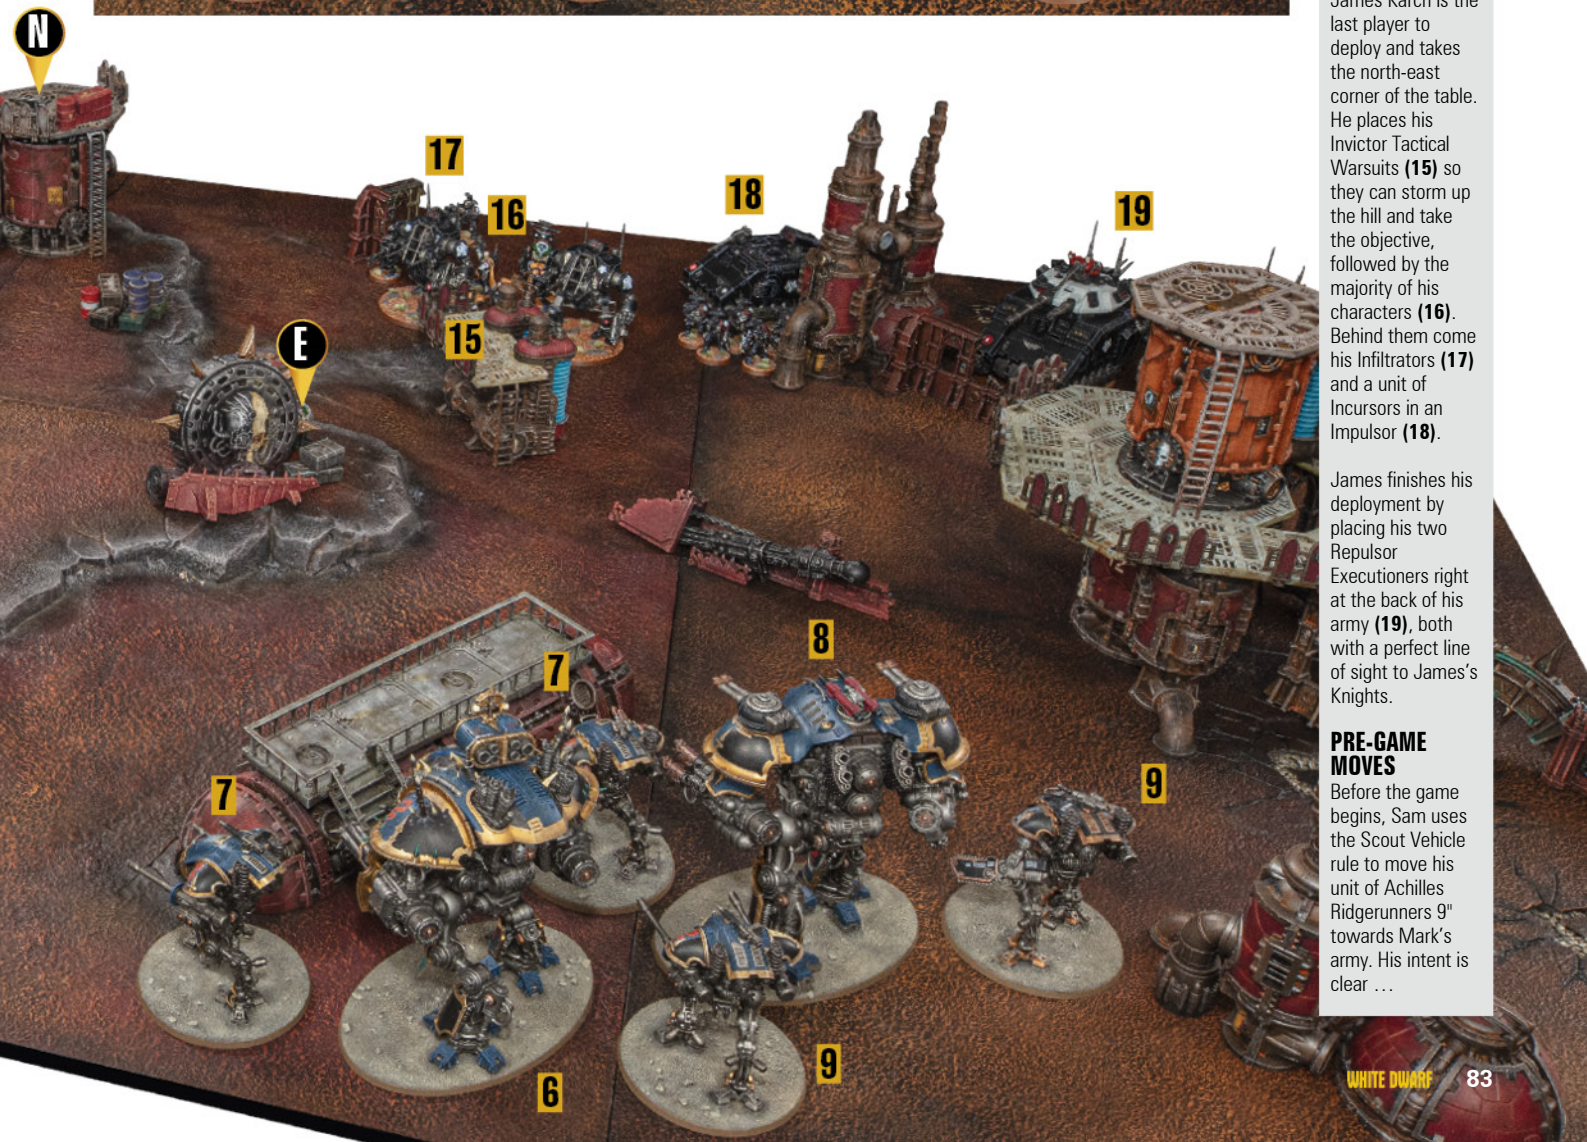 N
17
16
18
19
15
E
8
7
7
9
6
9
James Karch is the
last player to
deploy and takes
the north-east
corner of the table.
He places his
Invictor Tactical
Warsuits (15) so
they can storm up
the hill and take
the objective,
followed by the
majority of his
characters (16).
Behind them come
his Infiltrators (17)
and a unit of
Incursors in an
Impulsor (18).
James finishes his
deployment by
placing his two
Repulsor
Executioners right
at the back of his
army (19), both
with a perfect line
of sight to James's
Knights.
PRE-GAME
MOVES
Before the game
begins, Sam uses
the Scout Vehicle
rule to move his
unit of Achilles
Ridgerunners 9"
towards Mark's
army. His intent is
clear …
WHITE DWARF 83